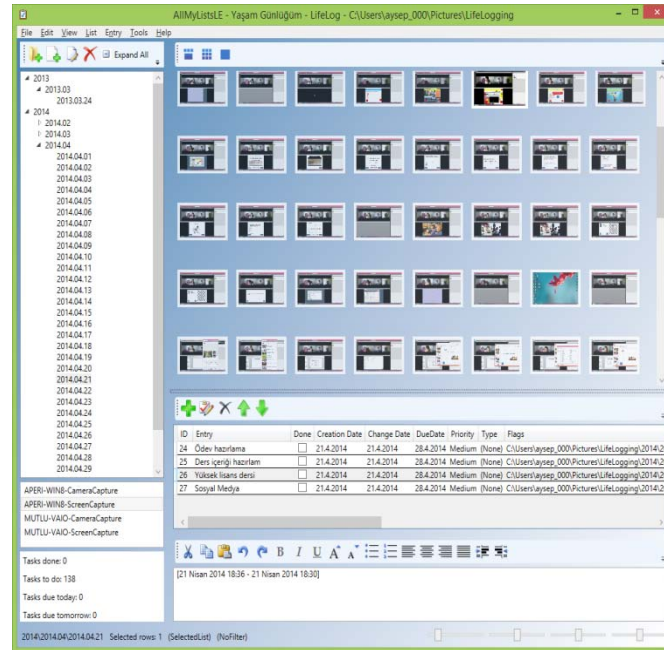 AllMyListsLE - Yaşam Günlüğüm - LifeLog - C:\Users\aysep_000\Pictures\LifeLogging
File Edit View List Entry Tools Help
Expand All
2013
2013.03
2013.03.24
2014
2014.02
2014.03
2014.04
2014.04.01
2014.04.02
2014.04.03
2014.04.04
2014.04.05
2014.04.06
2014.04.07
2014.04.08
2014.04.09
2014.04.10
2014.04.11
2014.04.12
2014.04.13
2014.04.14
2014.04.15
2014.04.16
2014.04.17
2014.04.18
2014.04.19
2014.04.20
2014.04.21
2014.04.22
2014.04.23
2014.04.24
2014.04.25
2014.04.26
2014.04.27
2014.04.28
2014.04.29
APERI-WIN8-CameraCapture
APERI-WIN8-ScreenCapture
MUTLU-VAIO-CameraCapture
MUTLU-VAIO-ScreenCapture
Tasks done: 0
Tasks to do: 138
Tasks due today: 0
Tasks due tomorrow: 0
ID Entry Done Creation Date Change Date DueDate Priority Type Flags
24 Ödev hazırlama 21.4.2014 21.4.2014 28.4.2014 Medium (None) C:\Users\aysep_000\Pictures\LifeLogging\2014\2
25 Ders içeriği hazırlam 21.4.2014 21.4.2014 28.4.2014 Medium (None) C:\Users\aysep_000\Pictures\LifeLogging\2014\2
26 Yüksek lisans dersi 21.4.2014 21.4.2014 28.4.2014 Medium (None) C:\Users\aysep_000\Pictures\LifeLogging\2014\2
27 Sosyal Medya 21.4.2014 21.4.2014 28.4.2014 Medium (None) C:\Users\aysep_000\Pictures\LifeLogging\2014\2
B I U A A
[21 Nisan 2014 18:36 - 21 Nisan 2014 18:30]
2014\2014.04\2014.04.21 Selected rows: 1 (SelectedList) (NoFilter)